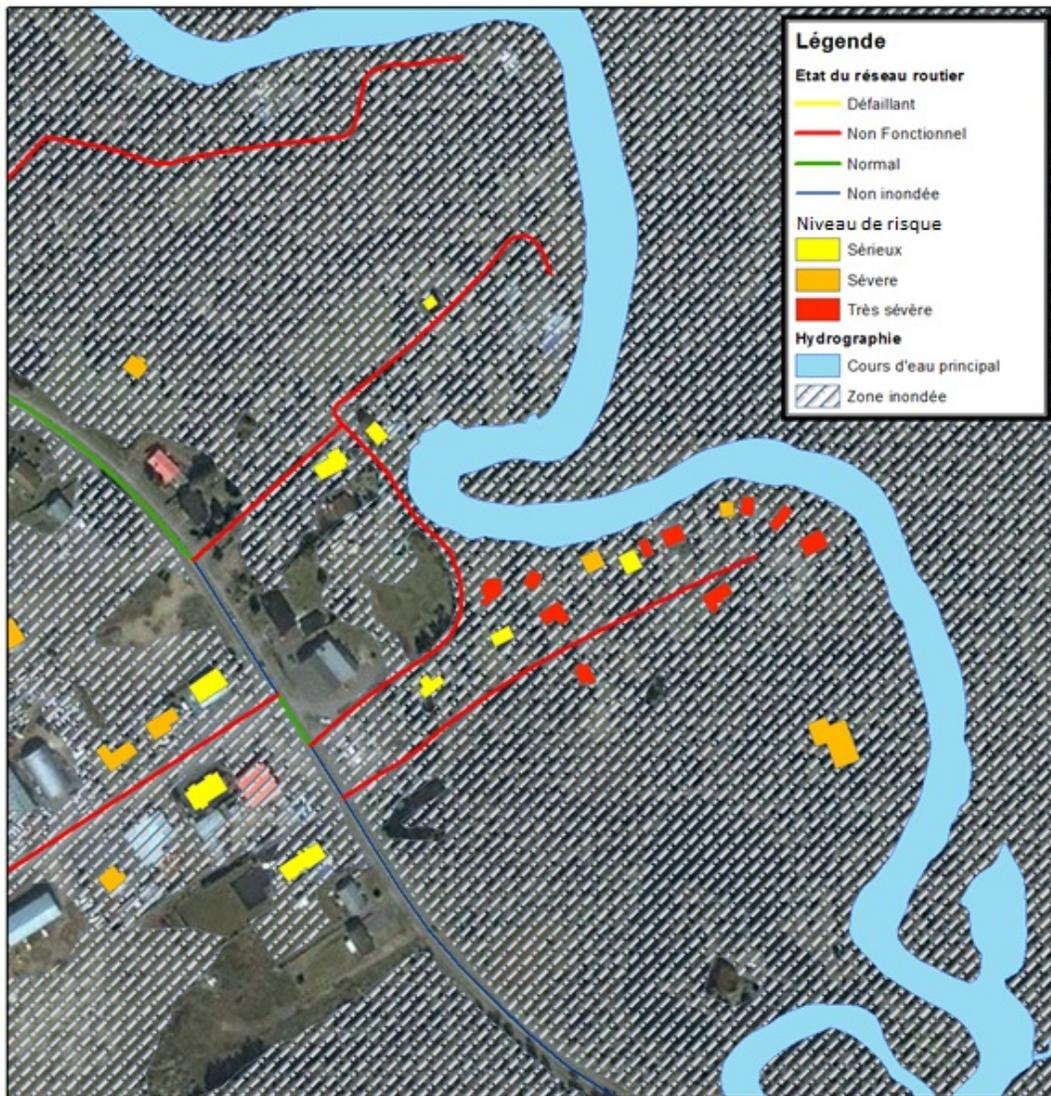 Légende
Etat du réseau routier
Défaillant
Non Fonctionnel
Normal
Non inondée
Niveau de risque
Sérieux
Sévere
Très sévère
Hydrographie
Cours d'eau principal
Zone inondée